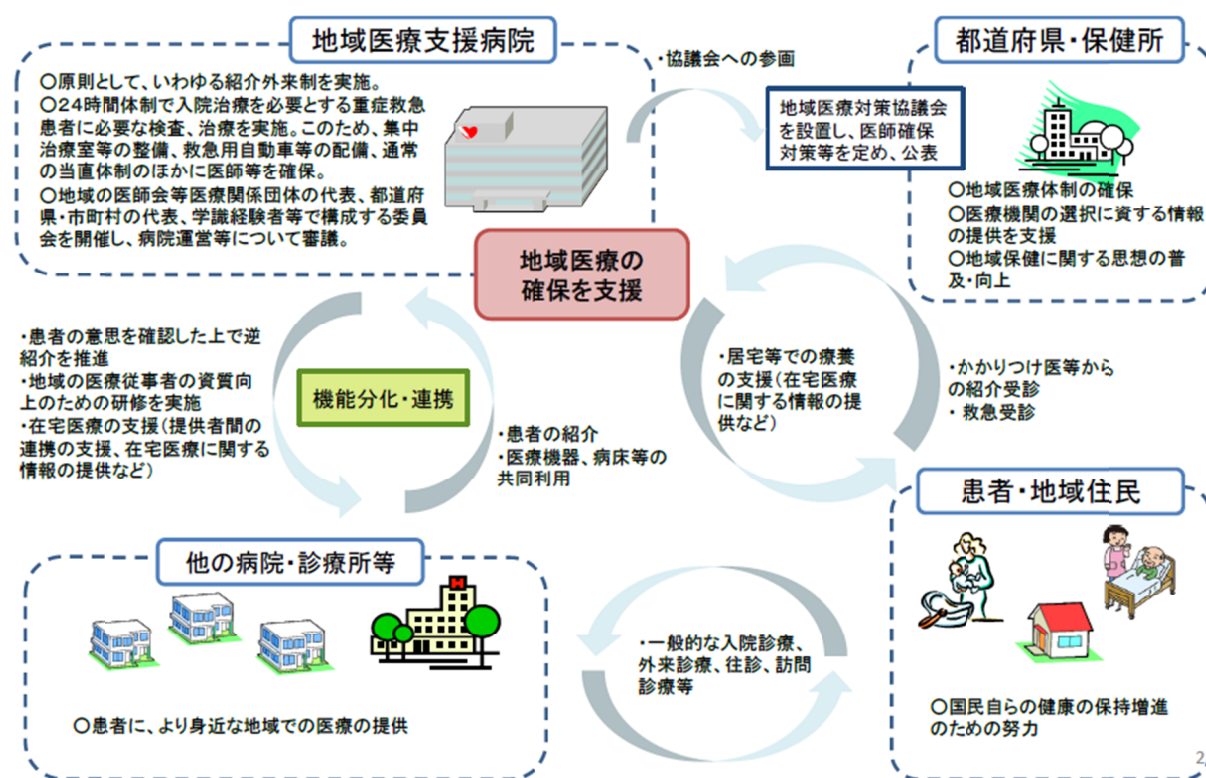 地域医療支援病院
〇原則として、いわゆる紹介外来制を実施。
〇24時間体制で入院治療を必要とする重症救急
患者に必要な検査、治療を実施。このため、集中
治療室等の整備、救急用自動車等の配備、通常
の当直体制のほかに医師等を確保。
〇地域の医師会等医療関係団体の代表、都道府
県・市町村の代表、学識経験者等で構成する委員
会を開催し、病院運営等について審議。
・協議会への参画
都道府県・保健所
地域医療対策協議会
を設置し、医師確保
対策等を定め、公表
〇地域医療体制の確保
〇医療機関の選択に資する情報
の提供を支援
〇地域保健に関する思想の普
及・向上
地域医療の
確保を支援
・患者の意思を確認した上で逆
紹介を推進
・地域の医療従事者の資質向
上のための研修を実施
・在宅医療の支援(提供者間の
連携の支援、在宅医療に関する
情報の提供など)
機能分化・連携
・患者の紹介
・医療機器、病床等の
共同利用
・居宅等での療養
の支援(在宅医療
に関する情報の提
供など)
・かかりつけ医等から
の紹介受診
・ 救急受診
他の病院・診療所等
H
〇患者に、より身近な地域での医療の提供
・一般的な入院診療、
外来診療、往診、訪問
診療等
患者・地域住民
〇国民自らの健康の保持増進
のための努力
2